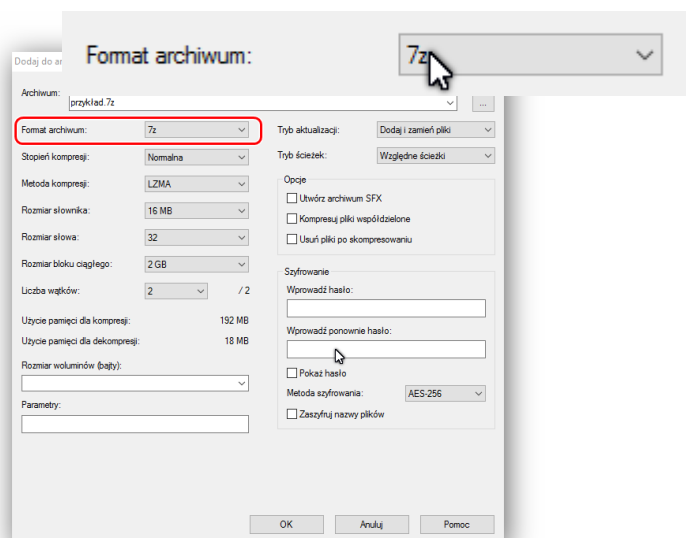 Format archiwum: 7z
Dodaj do ar
Archiwum:
przykład.7z ...
Format archiwum: 7z
Stopień kompresji: Normalna
Metoda kompresji: LZMA
Rozmiar słownika: 16 MB
Rozmiar słowa: 32
Rozmiar bloku ciągłego: 2 GB
Liczba wątków: 2 / 2
Użycie pamięci dla kompresji: 192 MB
Użycie pamięci dla dekompresji: 18 MB
Rozmiar woluminów (bajty):
Parametry:
Tryb aktualizacji: Dodaj i zamień pliki
Tryb ścieżek: Względne ścieżki
Opcje
Utwórz archiwum SFX
Kompresuj pliki współdzielone
Usuń pliki po skompresowaniu
Szyfrowanie
Wprowadź hasło:
Wprowadź ponownie hasło:
Pokaż hasło
Metoda szyfrowania: AES-256
Zaszyfruj nazwy plików
OK Anuluj Pomoc